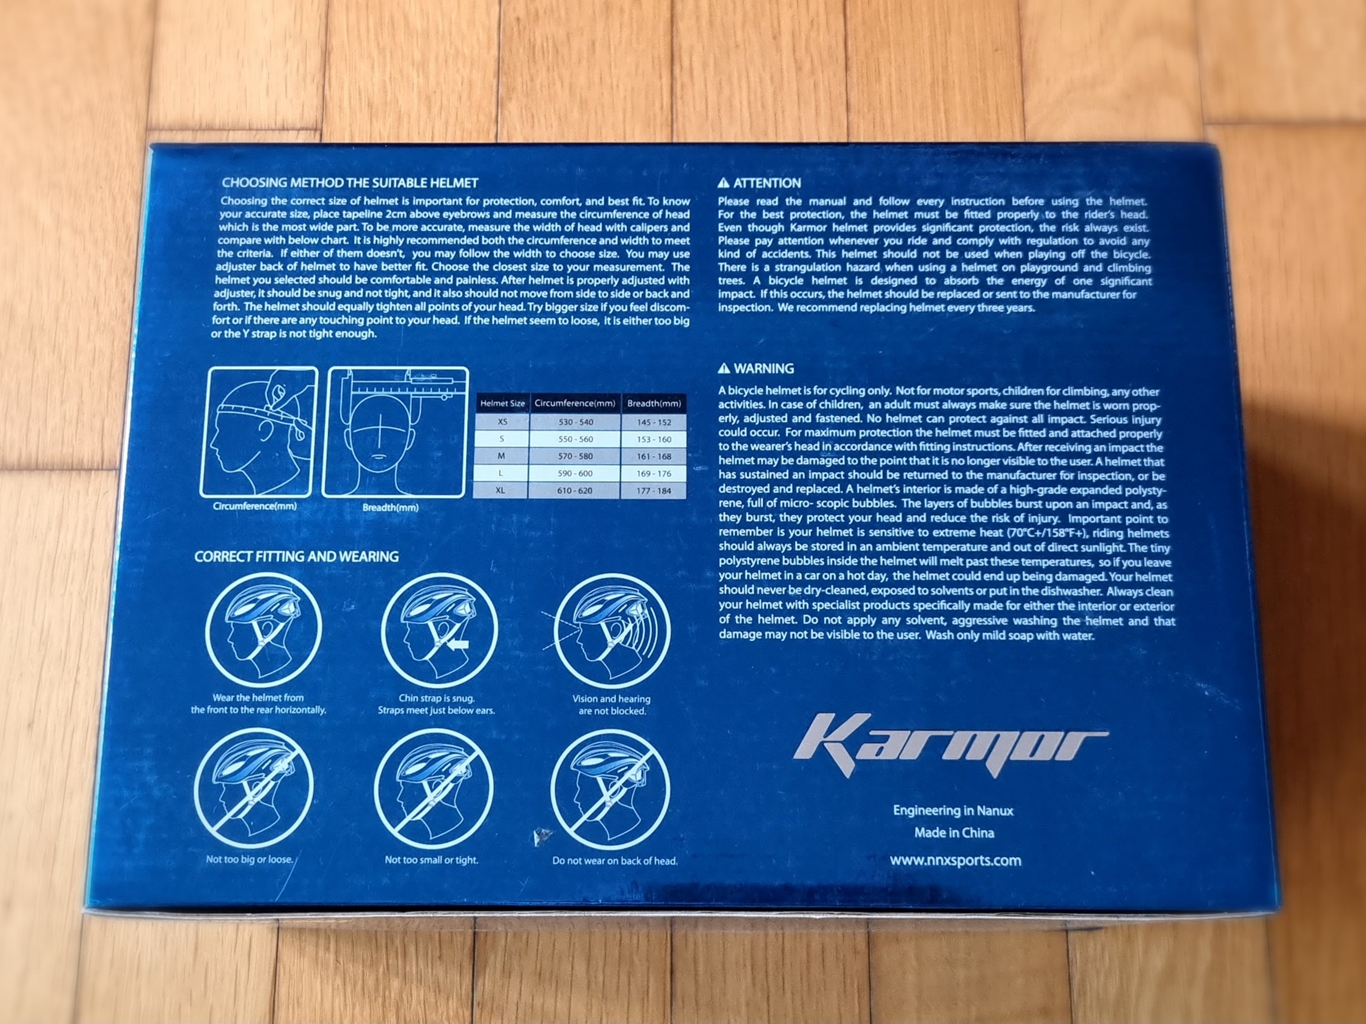 CHOOSING METHOD THE SUITABLE HELMET
Choosing the correct size of helmet is important for protection, comfort, and best fit. To know
your accurate size, place tapeline 2cm above eyebrows and measure the circumference of head
which is the most wide part. To be more accurate, measure the width of head with calipers and
compare with below chart. It is highly recommended both the circumference and width to meet
the criteria. If either of them doesn't, you may follow the width to choose size. You may use
adjuster back of helmet to have better fit. Choose the closest size to your measurement. The
helmet you selected should be comfortable and painless. After helmet is properly adjusted with
adjuster, it should be snug and not tight, and it also should not move from side to side or back and
forth. The helmet should equally tighten all points of your head. Try bigger size if you feel discom-
fort or if there are any touching point to your head. If the helmet seem to loose, it is either too big
or the Y strap is not tight enough.
Circumference(mm)
Breadth(mm)
Helmet Size Circumference(mm) Breadth(mm)
XS 530 - 540 145 - 152
S 550 - 560 153 - 160
M 570 - 580 161 - 168
L 590 - 600 169 - 176
XL 610 - 620 177 - 184
CORRECT FITTING AND WEARING
Wear the helmet from
the front to the rear horizontally.
Chin strap is snug.
Straps meet just below ears.
Vision and hearing
are not blocked.
Not too big or loose.
Not too small or tight.
Do not wear on back of head.
⚠ ATTENTION
Please read the manual and follow every instruction before using the helmet.
For the best protection, the helmet must be fitted properly to the rider's head.
Even though Karmor helmet provides significant protection, the risk always exist.
Please pay attention whenever you ride and comply with regulation to avoid any
kind of accidents. This helmet should not be used when playing off the bicycle.
There is a strangulation hazard when using a helmet on playground and climbing
trees. A bicycle helmet is designed to absorb the energy of one significant
impact. If this occurs, the helmet should be replaced or sent to the manufacturer for
inspection. We recommend replacing helmet every three years.
⚠ WARNING
A bicycle helmet is for cycling only. Not for motor sports, children for climbing, any other
activities. In case of children, an adult must always make sure the helmet is worn prop-
erly, adjusted and fastened. No helmet can protect against all impact. Serious injury
could occur. For maximum protection the helmet must be fitted and attached properly
to the wearer's head in accordance with fitting instructions. After receiving an impact the
helmet may be damaged to the point that it is no longer visible to the user. A helmet that
has sustained an impact should be returned to the manufacturer for inspection, or be
destroyed and replaced. A helmet's interior is made of a high-grade expanded polysty-
rene, full of micro- scopic bubbles. The layers of bubbles burst upon an impact and, as
they burst, they protect your head and reduce the risk of injury. Important point to
remember is your helmet is sensitive to extreme heat (70°C+/158°F+), riding helmets
should always be stored in an ambient temperature and out of direct sunlight. The tiny
polystyrene bubbles inside the helmet will melt past these temperatures, so if you leave
your helmet in a car on a hot day, the helmet could end up being damaged. Your helmet
should never be dry-cleaned, exposed to solvents or put in the dishwasher. Always clean
your helmet with specialist products specifically made for either the interior or exterior
of the helmet. Do not apply any solvent, aggressive washing the helmet and that
damage may not be visible to the user. Wash only mild soap with water.
Karmor
Engineering in Nanux
Made in China
www.nnxsports.com